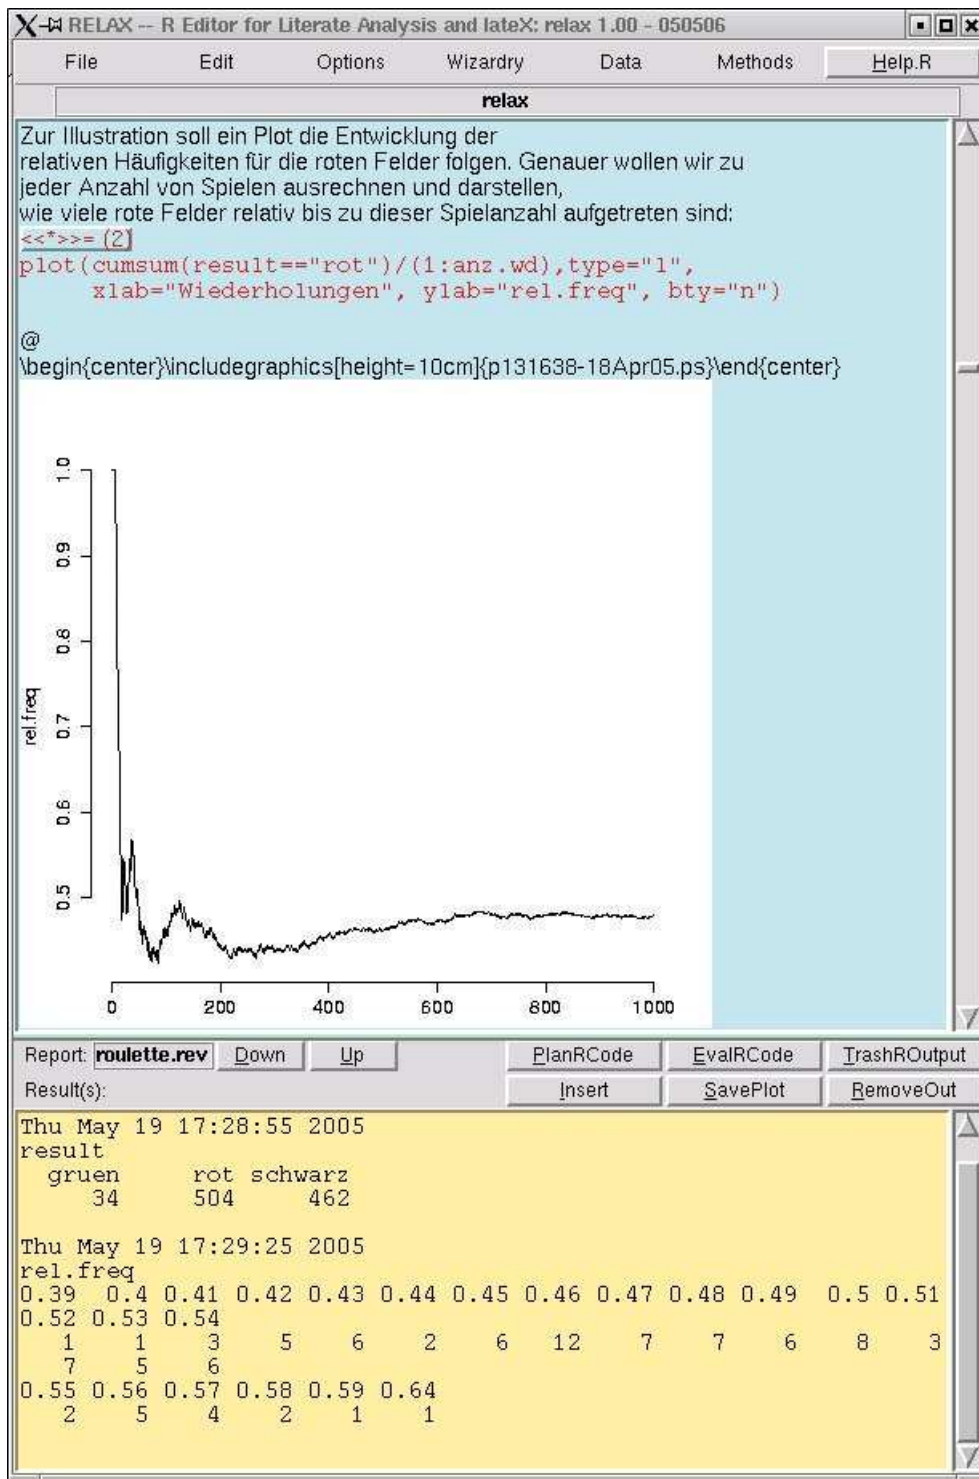 RELAX -- R Editor for Literate Analysis and lateX: relax 1.00 - 050506
File Edit Options Wizardry Data Methods Help.R
relax
Zur Illustration soll ein Plot die Entwicklung der
relativen Häufigkeiten für die roten Felder folgen. Genauer wollen wir zu
jeder Anzahl von Spielen ausrechnen und darstellen,
wie viele rote Felder relativ bis zu dieser Spielanzahl aufgetreten sind:
<<*>>= (2)
plot(cumsum(result=="rot")/(1:anz.wd),type="l",
xlab="Wiederholungen", ylab="rel.freq", bty="n")
@
\begin{center}\includegraphics[height=10cm]{p131638-18Apr05.ps}\end{center}
1.0
0.9
0.8
0.7
0.6
0.5
rel.freq
0 200 400 600 800 1000
Report: roulette.rev Down Up PlanRCode EvalRCode TrashROutput
Result(s): Insert SavePlot RemoveOut
Thu May 19 17:28:55 2005
result
gruen rot schwarz
34 504 462
Thu May 19 17:29:25 2005
rel.freq
0.39 0.4 0.41 0.42 0.43 0.44 0.45 0.46 0.47 0.48 0.49 0.5 0.51
0.52 0.53 0.54
1 1 3 5 6 2 6 12 7 7 6 8 3
7 5 6
0.55 0.56 0.57 0.58 0.59 0.64
2 5 4 2 1 1